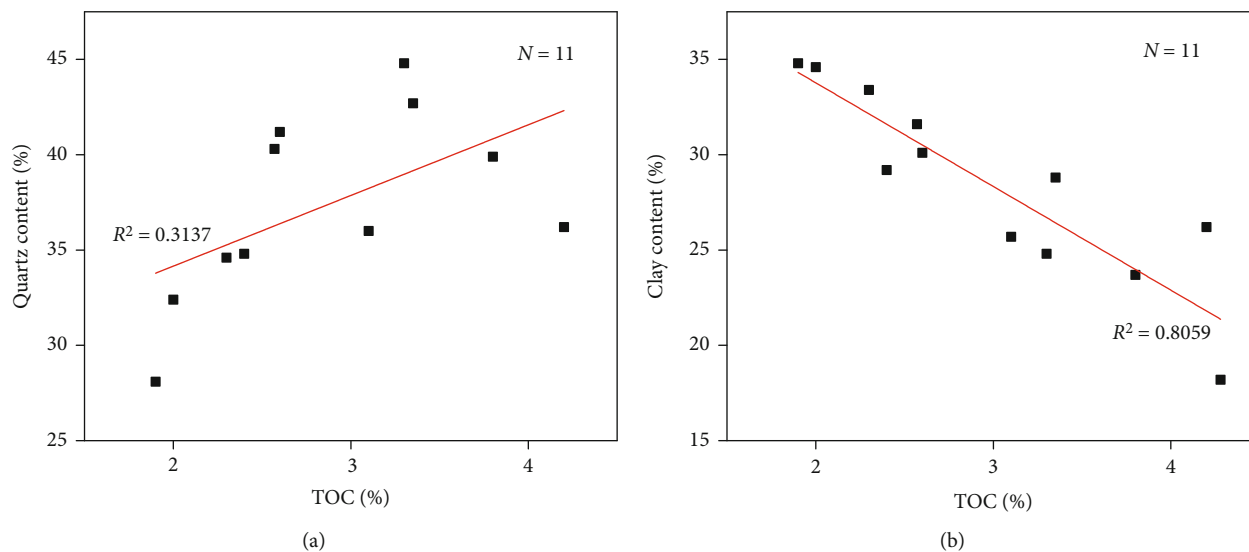 45
40
35
30
25
Quartz content (%)
N = 11
R² = 0.3137
2
3
4
TOC (%)
(a)
35
30
25
20
15
Clay content (%)
N = 11
R² = 0.8059
2
3
4
TOC (%)
(b)